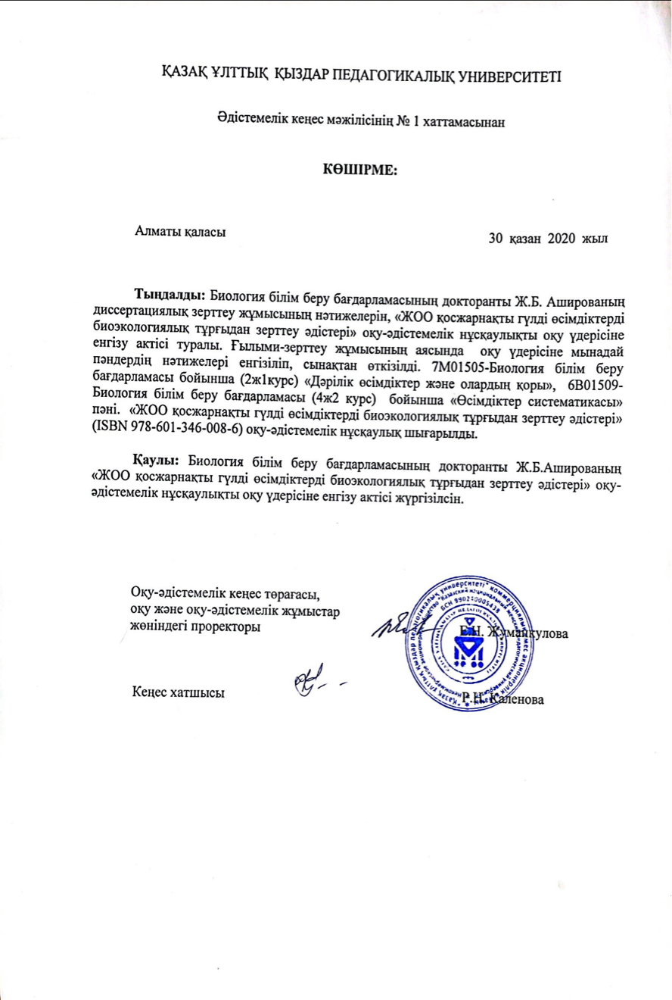 ҚАЗАҚ ҰЛТТЫҚ ҚЫЗДАР ПЕДАГОГИКАЛЫҚ УНИВЕРСИТЕТІ
Әдістемелік кеңес мәжілісінің № 1 хаттамасынан
КӨШІРМЕ:
Алматы қаласы
30 қазан 2020 жыл
Тыңдалды: Биология білім беру бағдарламасының докторанты Ж.Б. Ашированың
диссертациялық зерттеу жұмысының нәтижелерін, «ЖОО қосжарнақты гүлді өсімдіктерді
биоэкологиялық тұрғыдан зерттеу әдістері» оқу-әдістемелік нұсқаулықты оқу үдерісіне
енгізу актісі туралы. Ғылыми-зерттеу жұмысының аясында оқу үдерісіне мынадай
пәндердің нәтижелері енгізіліп, сынақтан өткізілді. 7М01505-Биология білім беру
бағдарламасы бойынша (2ж1курс) «Дәрілік өсімдіктер және олардың қоры», 6В01509-
Биология білім беру бағдарламасы (4ж2 курс) бойынша «Өсімдіктер систематикасы»
пәні. «ЖОО қосжарнақты гүлді өсімдіктерді биоэкологиялық тұрғыдан зерттеу әдістері»
(ISBN 978-601-346-008-6) оқу-әдістемелік нұсқаулық шығарылды.
Қаулы: Биология білім беру бағдарламасының докторанты Ж.Б.Ашированың
«ЖОО қосжарнақты гүлді өсімдіктерді биоэкологиялық тұрғыдан зерттеу әдістері» оқу-
әдістемелік нұсқаулықты оқу үдерісіне енгізу актісі жүргізілсін.
Оқу-әдістемелік кеңес төрағасы,
оқу және оқу-әдістемелік жұмыстар
жөніндегі проректоры
Е.Н. Жуманкулова
Кеңес хатшысы
Р.Н. Каленова